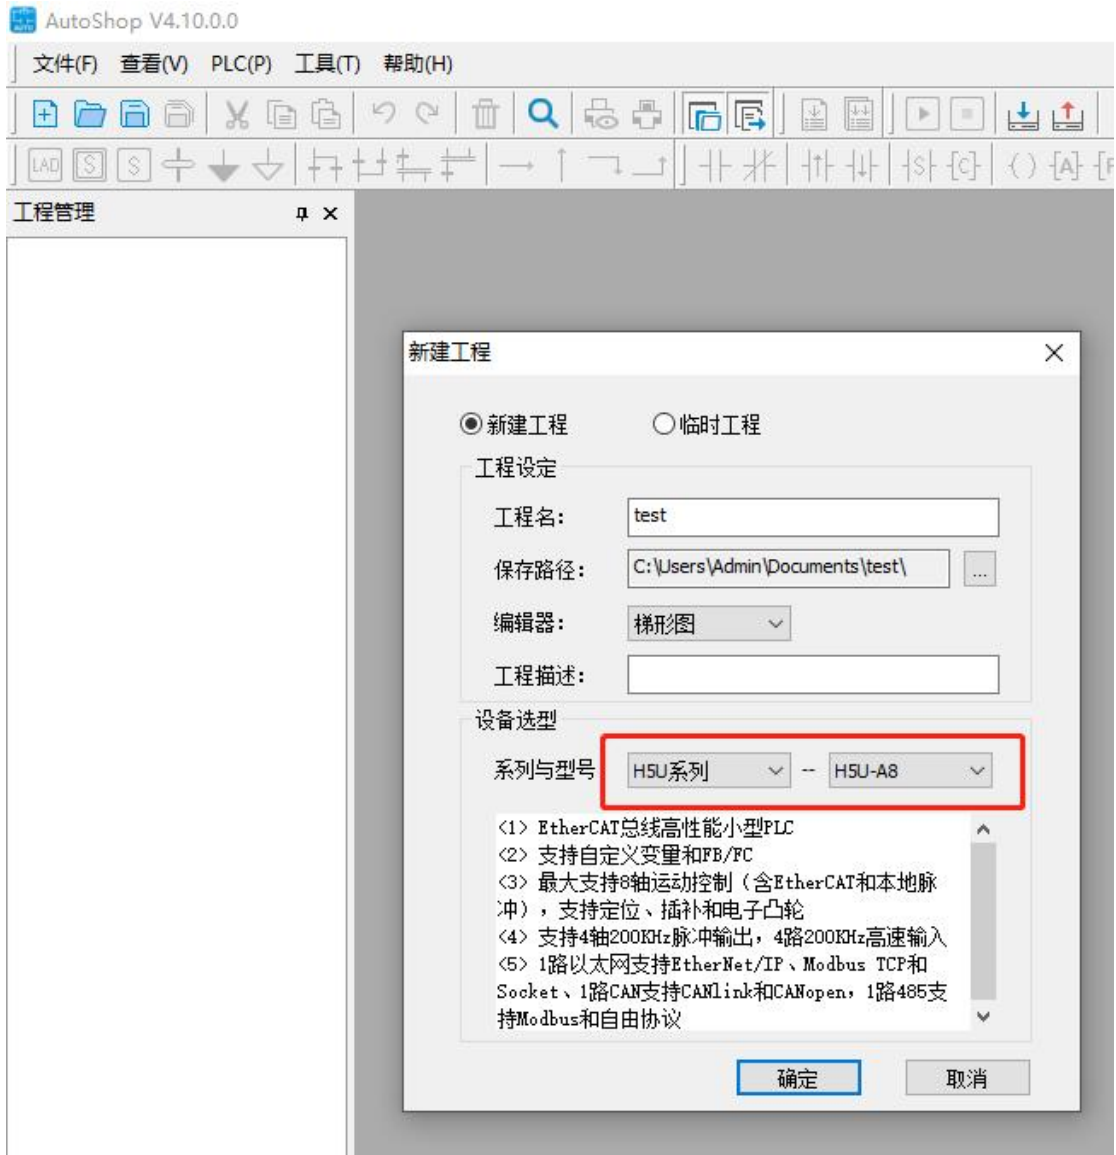 AutoShop V4.10.0.0
文件(F) 查看(V) PLC(P) 工具(T) 帮助(H)
LAD S S
S C ( ) A
工程管理
新建工程
新建工程 临时工程
工程设定
工程名: test
保存路径: C:\Users\Admin\Documents\test\ ...
编辑器: 梯形图
工程描述:
设备选型
系列与型号 H5U系列 -- H5U-A8
<1> EtherCAT总线高性能小型PLC
<2> 支持自定义变量和FB/FC
<3> 最大支持8轴运动控制（含EtherCAT和本地脉
冲），支持定位、插补和电子凸轮
<4> 支持4轴200KHz脉冲输出，4路200KHz高速输入
<5> 1路以太网支持EtherNet/IP、Modbus TCP和
Socket、1路CAN支持CANlink和CANopen，1路485支
持Modbus和自由协议
确定 取消